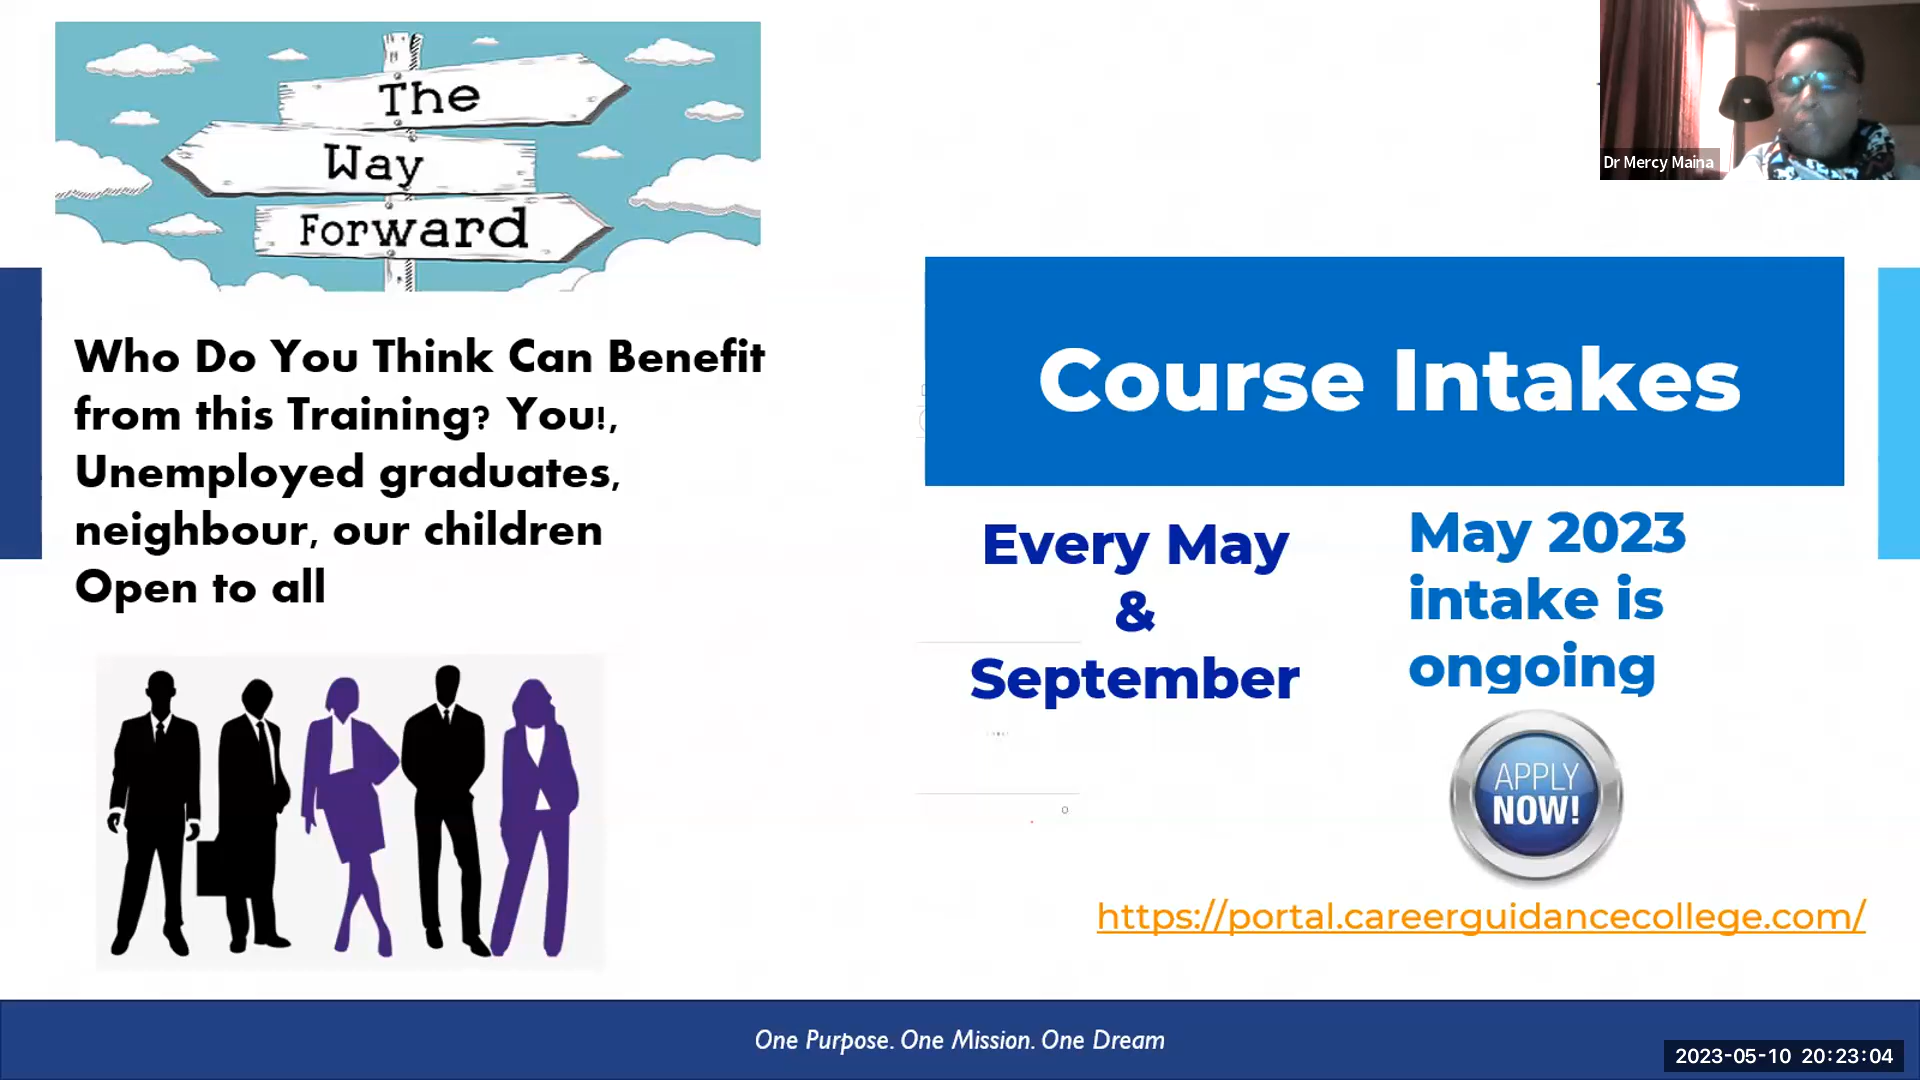 The
Way
Forward
Who Do You Think Can Benefit
from this Training? You!,
Unemployed graduates,
neighbour, our children
Open to all
Dr Mercy Maina
Course Intakes
Every May
&
September
May 2023
intake is
ongoing
APPLY
NOW!
https://portal.careerguidancecollege.com/
One Purpose. One Mission. One Dream
2023-05-10 20:23:04